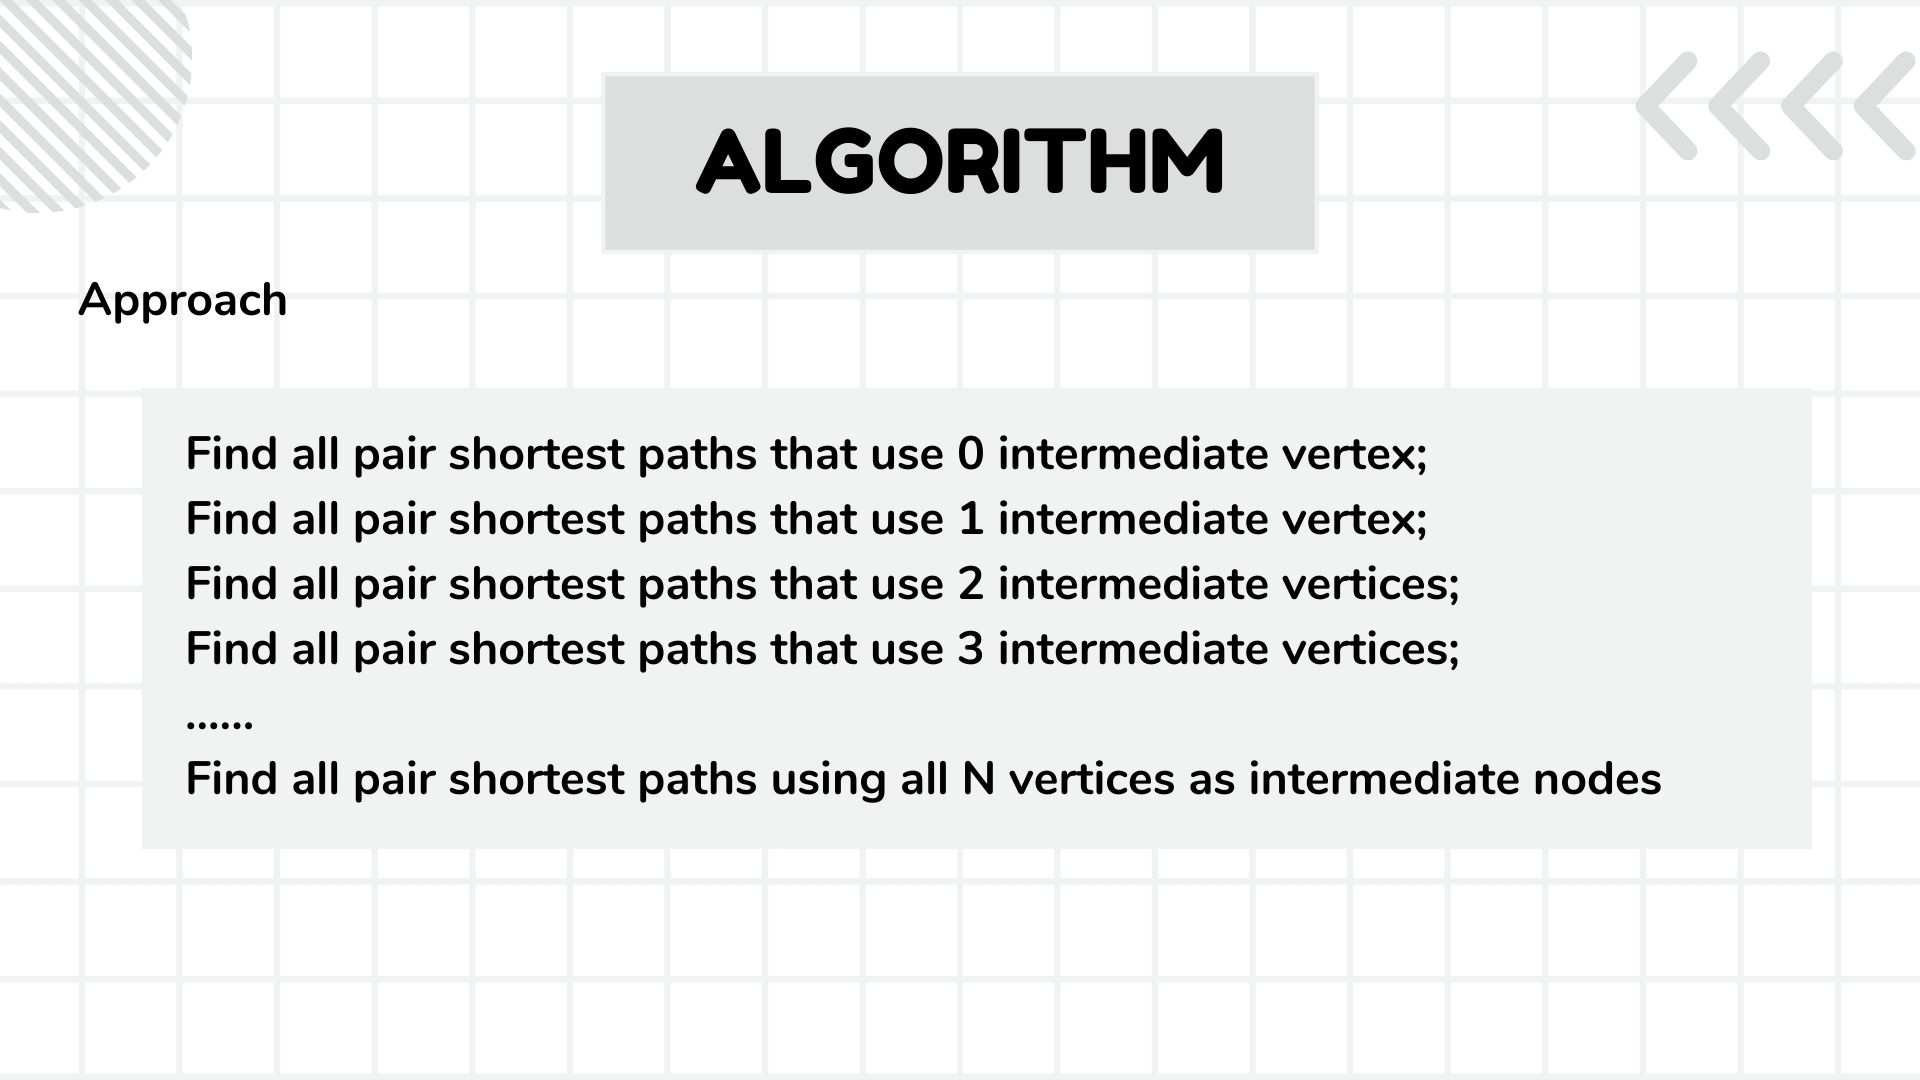 ALGORITHM
Approach
Find all pair shortest paths that use 0 intermediate vertex;
Find all pair shortest paths that use 1 intermediate vertex;
Find all pair shortest paths that use 2 intermediate vertices;
Find all pair shortest paths that use 3 intermediate vertices;
......
Find all pair shortest paths using all N vertices as intermediate nodes